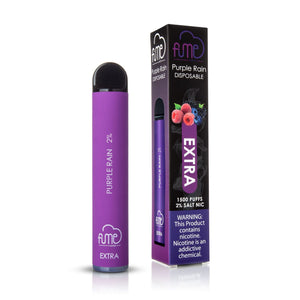 PURPLE RAIN 2%
fume
EXTRA
fume
Purple Rain
DISPOSABLE
EXTRA
1500 PUFFS
2% SALT NIC
WARNING:
This Product
contains
nicotine.
Nicotine is an
addictive
chemical.